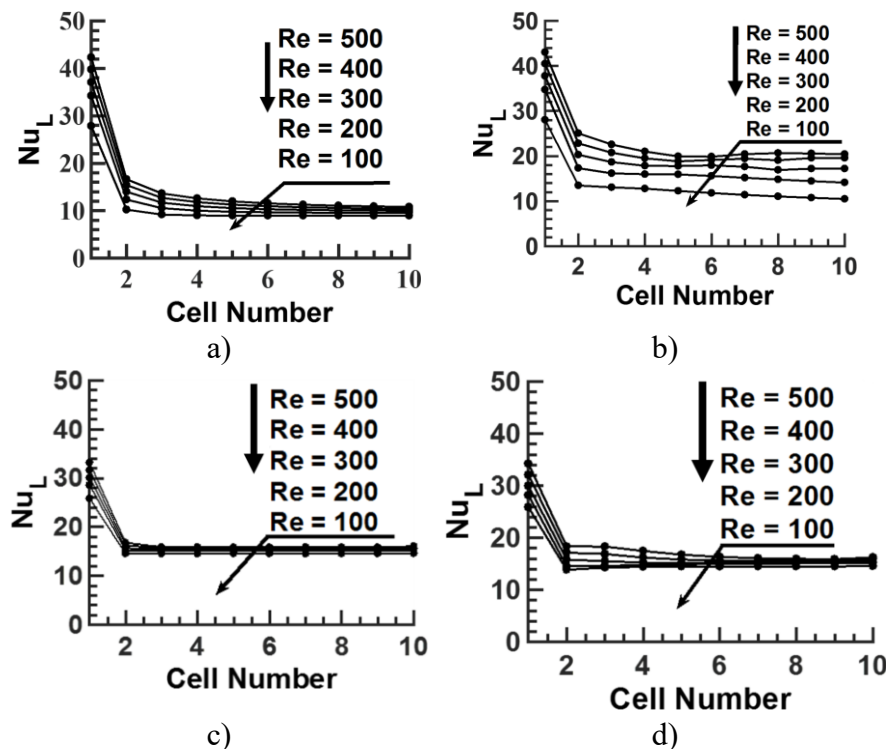 50
40
30
20
10
0
Nu_L
Re = 500
Re = 400
Re = 300
Re = 200
Re = 100
2
4
6
8
10
Cell Number
a)
50
40
30
20
10
0
Nu_L
Re = 500
Re = 400
Re = 300
Re = 200
Re = 100
2
4
6
8
10
Cell Number
b)
50
40
30
20
10
0
Nu_L
Re = 500
Re = 400
Re = 300
Re = 200
Re = 100
2
4
6
8
10
Cell Number
c)
50
40
30
20
10
0
Nu_L
Re = 500
Re = 400
Re = 300
Re = 200
Re = 100
2
4
6
8
10
Cell Number
d)